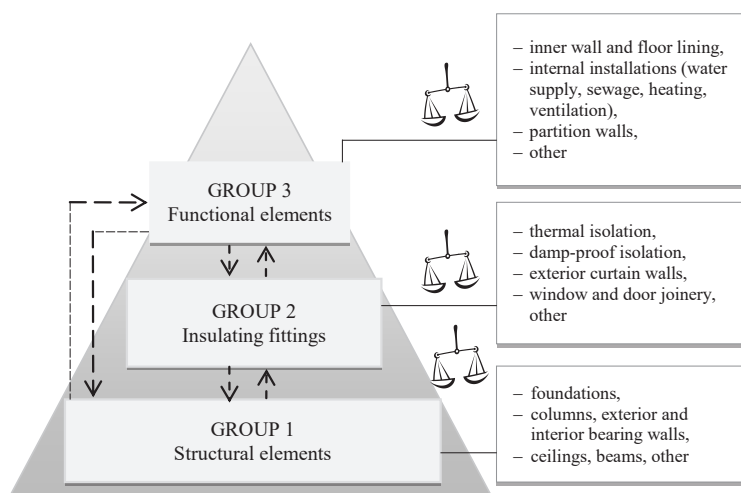 – inner wall and floor lining,
– internal installations (water
supply, sewage, heating,
ventilation),
– partition walls,
– other
GROUP 3
Functional elements
– thermal isolation,
– damp-proof isolation,
– exterior curtain walls,
– window and door joinery,
other
GROUP 2
Insulating fittings
– foundations,
– columns, exterior and
interior bearing walls,
– ceilings, beams, other
GROUP 1
Structural elements